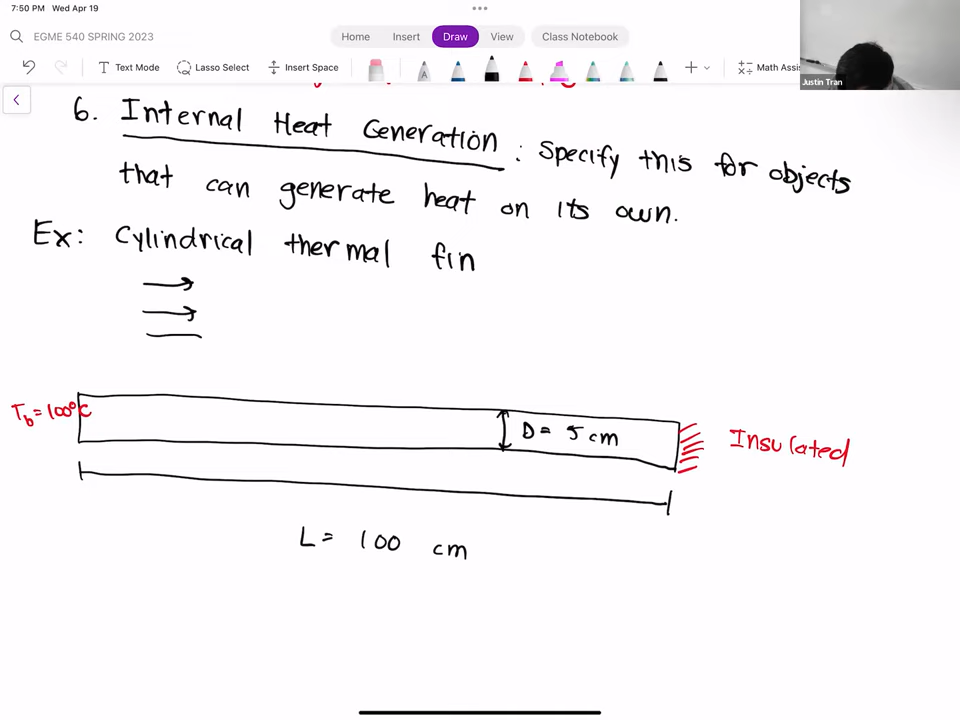 7:50 PM Wed Apr 19
EGME 540 SPRING 2023
Home Insert Draw View Class Notebook
Text Mode Lasso Select Insert Space A Math Assis
Justin Tran
6. Internal Heat Generation : Specify this for objects
that can generate heat on its own.
Ex: Cylindrical thermal fin
Tb = 100°C
D = 5 cm
Insulated
L = 100 cm